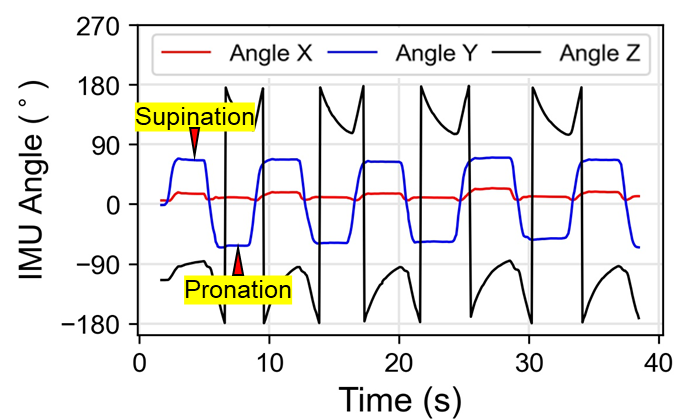 270
180
90
0
−90
−180
IMU Angle (°)
Angle X Angle Y Angle Z
Supination
Pronation
0 10 20 30 40
Time (s)